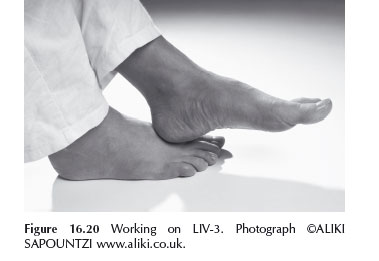 Figure 16.20 Working on LIV-3. Photograph ©ALIKI
SAPOUNTZI www.aliki.co.uk.